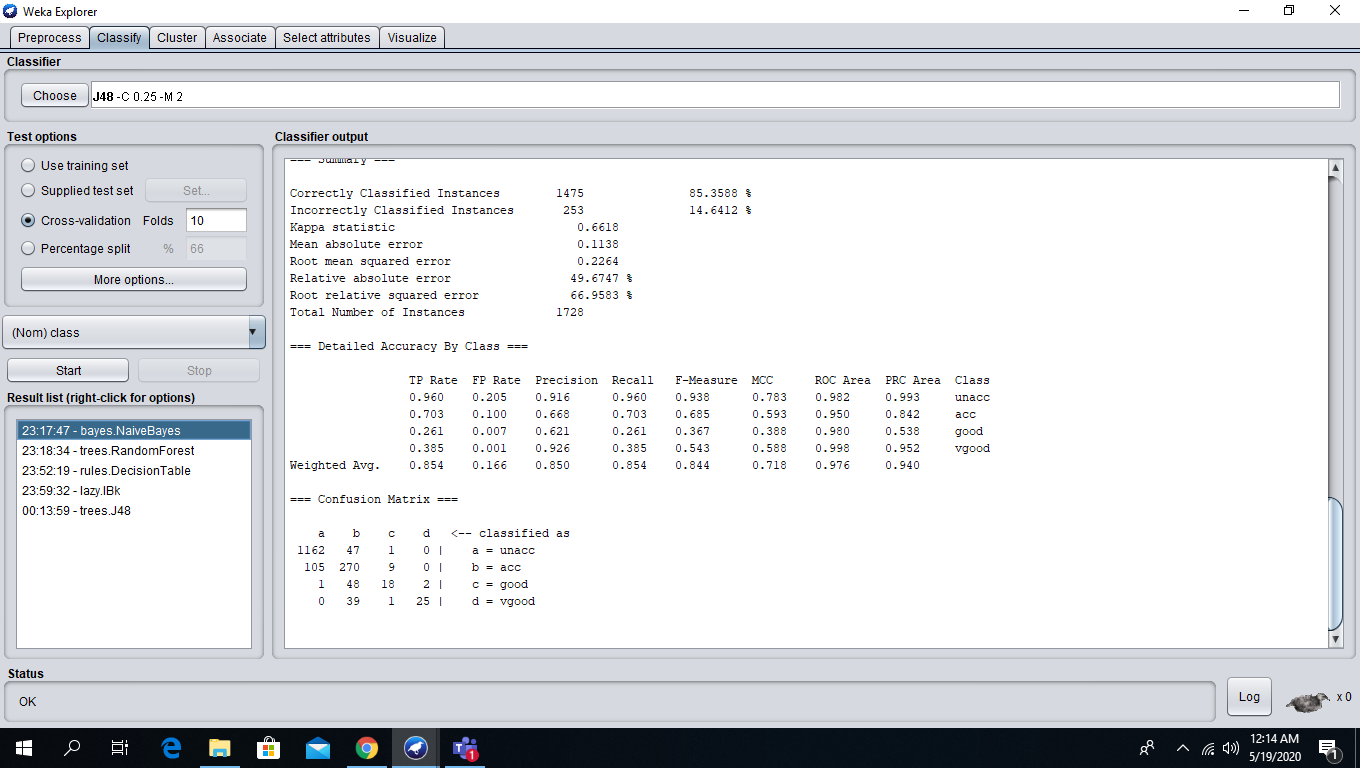 Weka Explorer
Preprocess Classify Cluster Associate Select attributes Visualize
Classifier
Choose J48 -C 0.25 -M 2
Test options
Use training set
Supplied test set Set...
Cross-validation Folds 10
Percentage split % 66
More options...
(Nom) class
Start Stop
Result list (right-click for options)
23:17:47 - bayes.NaiveBayes
23:18:34 - trees.RandomForest
23:52:19 - rules.DecisionTable
23:59:32 - lazy.IBk
00:13:59 - trees.J48
Classifier output
=== Summary ===
Correctly Classified Instances 1475 85.3588 %
Incorrectly Classified Instances 253 14.6412 %
Kappa statistic 0.6618
Mean absolute error 0.1138
Root mean squared error 0.2264
Relative absolute error 49.6747 %
Root relative squared error 66.9583 %
Total Number of Instances 1728
=== Detailed Accuracy By Class ===
TP Rate FP Rate Precision Recall F-Measure MCC ROC Area PRC Area Class
0.960 0.205 0.916 0.960 0.938 0.783 0.982 0.993 unacc
0.703 0.100 0.668 0.703 0.685 0.593 0.950 0.842 acc
0.261 0.007 0.621 0.261 0.367 0.388 0.980 0.538 good
0.385 0.001 0.926 0.385 0.543 0.588 0.998 0.952 vgood
Weighted Avg. 0.854 0.166 0.850 0.854 0.844 0.718 0.976 0.940
=== Confusion Matrix ===
a b c d <-- classified as
1162 47 1 0 | a = unacc
105 270 9 0 | b = acc
1 48 18 2 | c = good
0 39 1 25 | d = vgood
Status
OK
Log
x 0
1
12:14 AM
5/19/2020
1